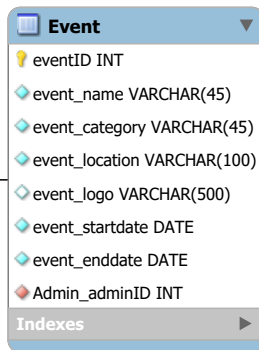 Event
eventID INT
event_name VARCHAR(45)
event_category VARCHAR(45)
event_location VARCHAR(100)
event_logo VARCHAR(500)
event_startdate DATE
event_enddate DATE
Admin_adminID INT
Indexes